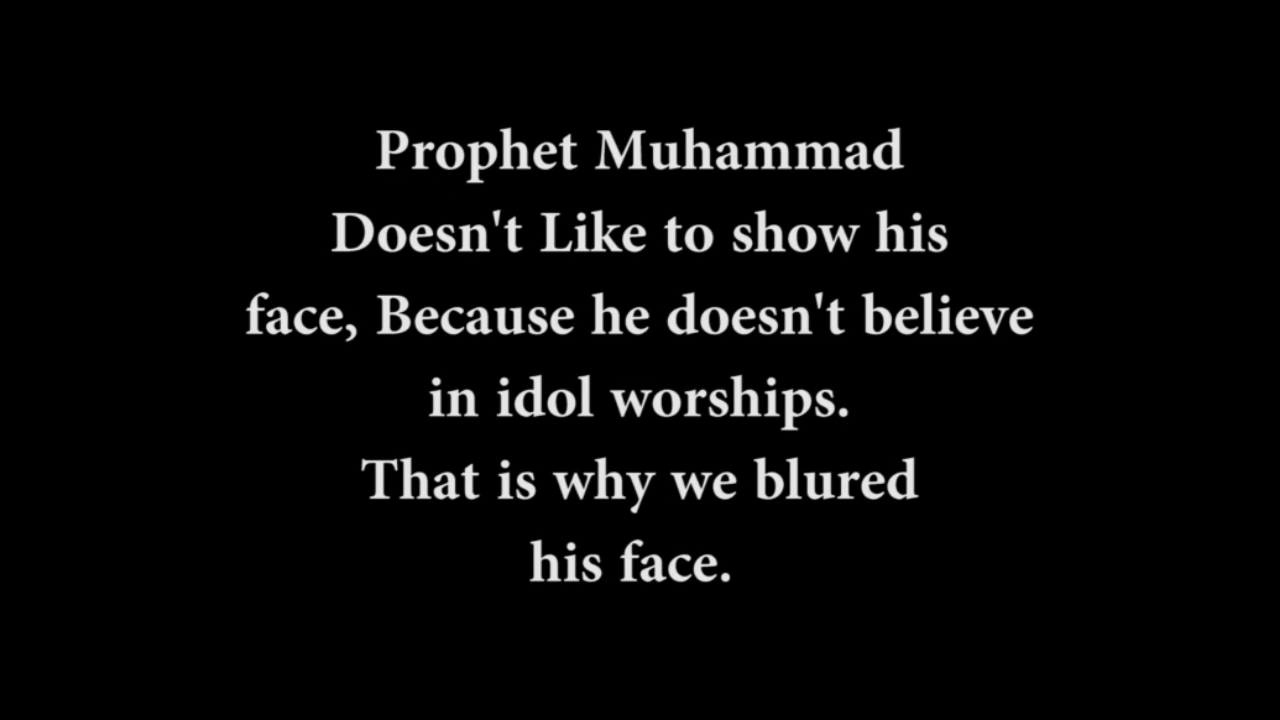 Prophet Muhammad
Doesn't Like to show his
face, Because he doesn't believe
in idol worships.
That is why we blured
his face.